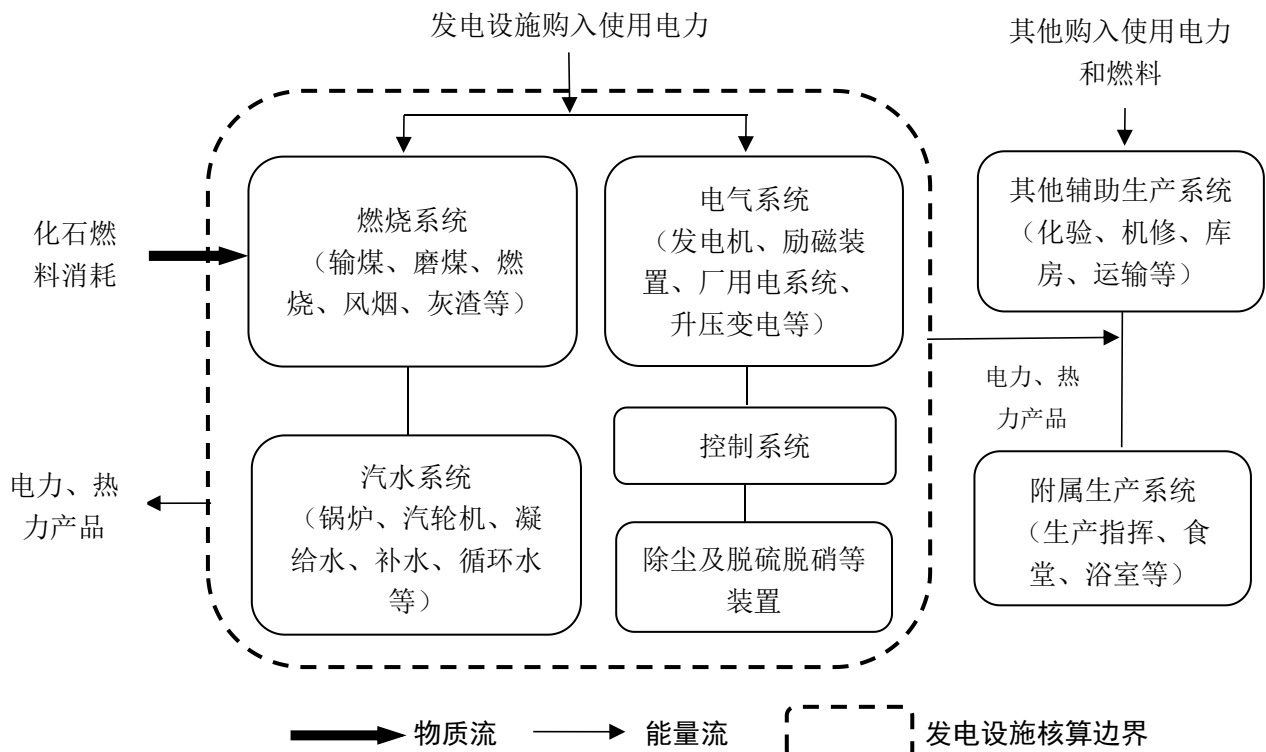 发电设施购入使用电力
其他购入使用电力
和燃料
化石燃
料消耗
燃烧系统
（输煤、磨煤、燃
烧、风烟、灰渣等）
电气系统
（发电机、励磁装
置、厂用电系统、
升压变电等）
其他辅助生产系统
（化验、机修、库
房、运输等）
电力、热
力产品
控制系统
电力、热
力产品
汽水系统
（锅炉、汽轮机、凝
给水、补水、循环水
等）
除尘及脱硫脱硝等
装置
附属生产系统
（生产指挥、食
堂、浴室等）
物质流
能量流
发电设施核算边界